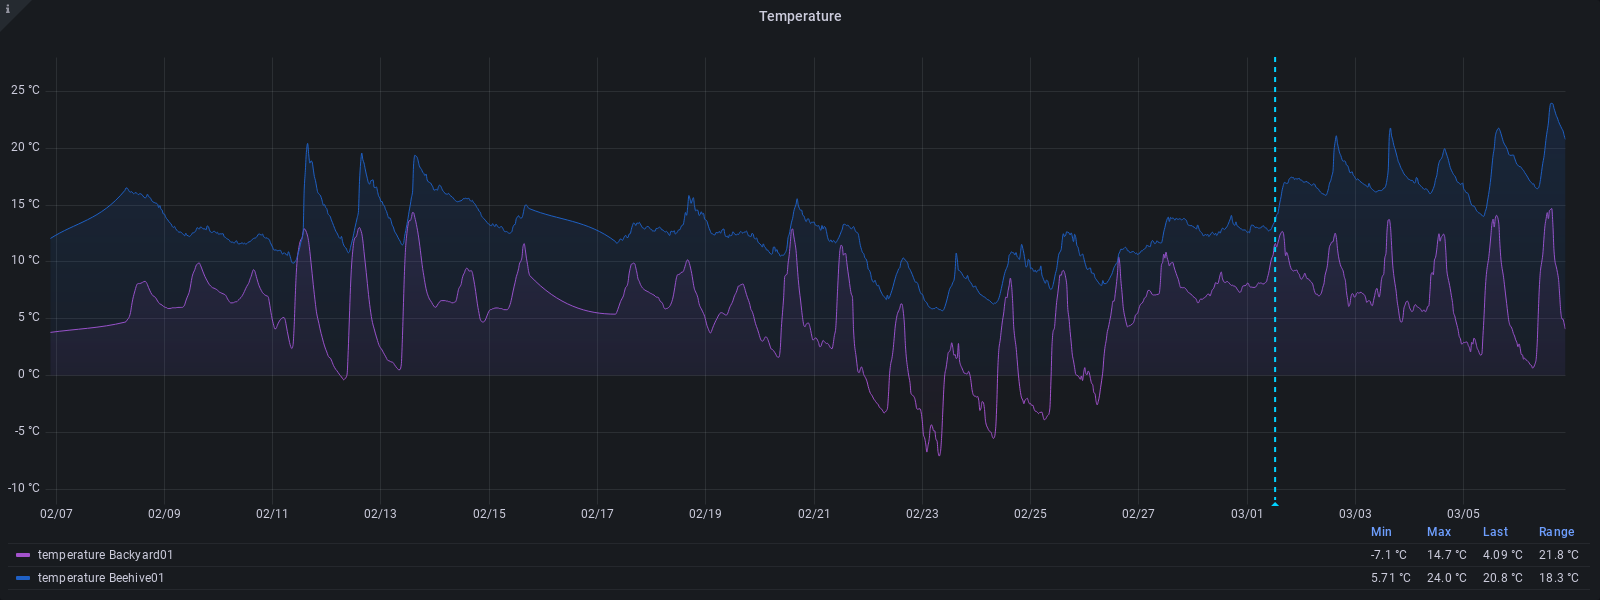 i
Temperature
25 °C
20 °C
15 °C
10 °C
5 °C
0 °C
-5 °C
-10 °C
02/07 02/09 02/11 02/13 02/15 02/17 02/19 02/21 02/23 02/25 02/27 03/01 03/03 03/05
Min Max Last Range
temperature Backyard01 -7.1 °C 14.7 °C 4.09 °C 21.8 °C
temperature Beehive01 5.71 °C 24.0 °C 20.8 °C 18.3 °C